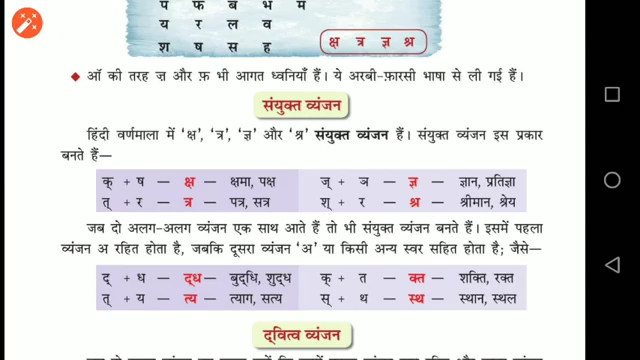 प फ ब भ म
य र ल व
श ष स ह
क्ष त्र ज्ञ श्र
ऑ की तरह ज़ और फ़ भी आगत ध्वनियाँ हैं। ये अरबी-फ़ारसी भाषा से ली गई हैं।
संयुक्त व्यंजन
हिंदी वर्णमाला में ‘क्ष’, ‘त्र’, ‘ज्ञ’ और ‘श्र’ संयुक्त व्यंजन हैं। संयुक्त व्यंजन इस प्रकार
बनते हैं—
क् + ष — क्ष — क्षमा, पक्ष ज् + ञ — ज्ञ — ज्ञान, प्रतिज्ञा
त् + र — त्र — पत्र, सत्र श् + र — श्र — श्रीमान, श्रेय
जब दो अलग-अलग व्यंजन एक साथ आते हैं तो भी संयुक्त व्यंजन बनते हैं। इसमें पहला
व्यंजन अ रहित होता है, जबकि दूसरा व्यंजन ‘अ’ या किसी अन्य स्वर सहित होता है; जैसे—
द् + ध — द्‌ध — बुद्‌धि, शुद्‌ध क् + त — क्त — शक्ति, रक्त
त् + य — त्य — त्याग, सत्य स् + थ — स्थ — स्थान, स्थल
द्‌वित्व व्यंजन